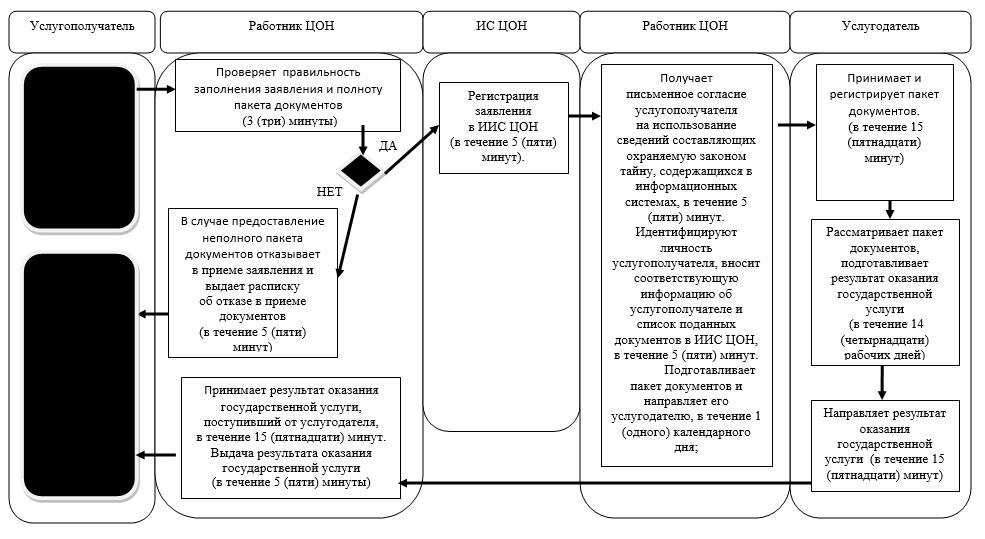 Услугополучатель
Работник ЦОН
ИС ЦОН
Работник ЦОН
Услугодатель
Проверяет правильность
заполнения заявления и полноту
пакета документов
(3 (три) минуты)
ДА
НЕТ
В случае предоставление
неполного пакета
документов отказывает
в приеме заявления и
выдает расписку
об отказе в приеме
документов
(в течение 5 (пяти)
минут)
Принимает результат оказания
государственной услуги,
поступивший от услугодателя,
в течение 15 (пятнадцати) минут.
Выдача результата оказания
государственной услуги
(в течение 5 (пяти) минуты)
Регистрация
заявления
в ИИС ЦОН
(в течение 5 (пяти)
минут).
Получает
письменное согласие
услугополучателя
на использование
сведений составляющих
охраняемую законом
тайну, содержащихся в
информационных
системах, в течение 5
(пяти) минут.
Идентифицируют
личность
услугополучателя, вносит
соответствующую
информацию об
услугополучателе и
список поданных
документов в ИИС ЦОН,
в течение 5 (пяти) минут.
Подготавливает
пакет документов и
направляет его
услугодателю, в течение 1
(одного) календарного
дня;
Принимает и
регистрирует пакет
документов.
(в течение 15
(пятнадцати)
минут)
Рассматривает пакет
документов,
подготавливает
результат оказания
государственной
услуги
(в течение 14
(четырнадцати)
рабочих дней)
Направляет результат
оказания
государственной
услуги (в течение 15
(пятнадцати) минут)